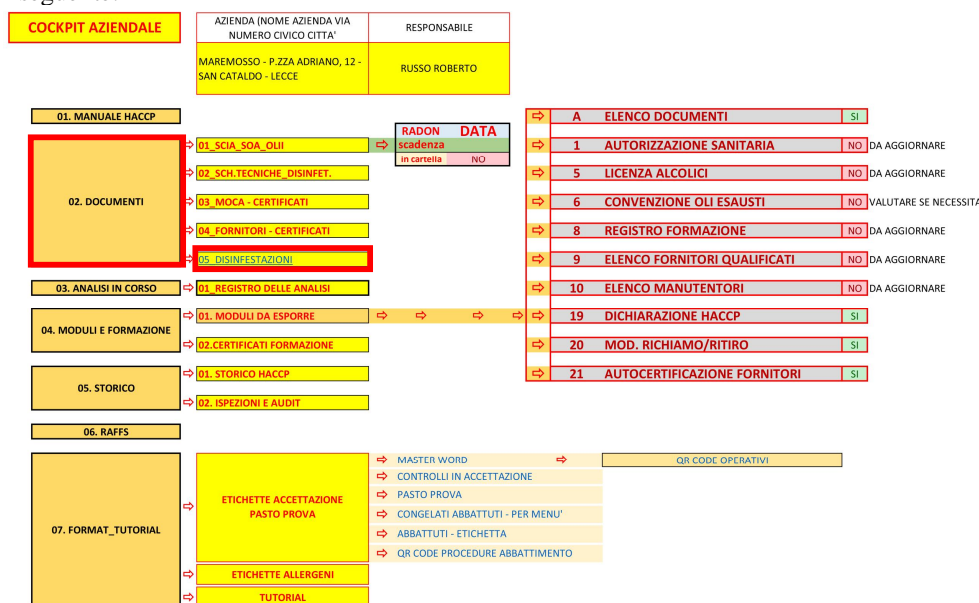 COCKPIT AZIENDALE
AZIENDA (NOME AZIENDA VIA
NUMERO CIVICO CITTA'
RESPONSABILE
MAREMOSSO - P.ZZA ADRIANO, 12 -
SAN CATALDO - LECCE
RUSSO ROBERTO
01. MANUALE HACCP
02. DOCUMENTI
01_SCIA_SOA_OLII
RADON DATA
scadenza
in cartella NO
02_SCH.TECNICHE_DISINFET.
03_MOCA - CERTIFICATI
04_FORNITORI - CERTIFICATI
05_DISINFESTAZIONI
03. ANALISI IN CORSO
01_REGISTRO DELLE ANALISI
04. MODULI E FORMAZIONE
01. MODULI DA ESPORRE
02.CERTIFICATI FORMAZIONE
05. STORICO
01. STORICO HACCP
02. ISPEZIONI E AUDIT
06. RAFFS
A ELENCO DOCUMENTI SI
1 AUTORIZZAZIONE SANITARIA NO DA AGGIORNARE
5 LICENZA ALCOLICI NO DA AGGIORNARE
6 CONVENZIONE OLI ESAUSTI NO VALUTARE SE NECESSITA
8 REGISTRO FORMAZIONE NO DA AGGIORNARE
9 ELENCO FORNITORI QUALIFICATI NO DA AGGIORNARE
10 ELENCO MANUTENTORI NO DA AGGIORNARE
19 DICHIARAZIONE HACCP SI
20 MOD. RICHIAMO/RITIRO SI
21 AUTOCERTIFICAZIONE FORNITORI SI
07. FORMAT_TUTORIAL
ETICHETTE ACCETTAZIONE
PASTO PROVA
MASTER WORD
QR CODE OPERATIVI
CONTROLLI IN ACCETTAZIONE
PASTO PROVA
CONGELATI ABBATTUTI - PER MENU'
ABBATTUTI - ETICHETTA
QR CODE PROCEDURE ABBATTIMENTO
ETICHETTE ALLERGENI
TUTORIAL